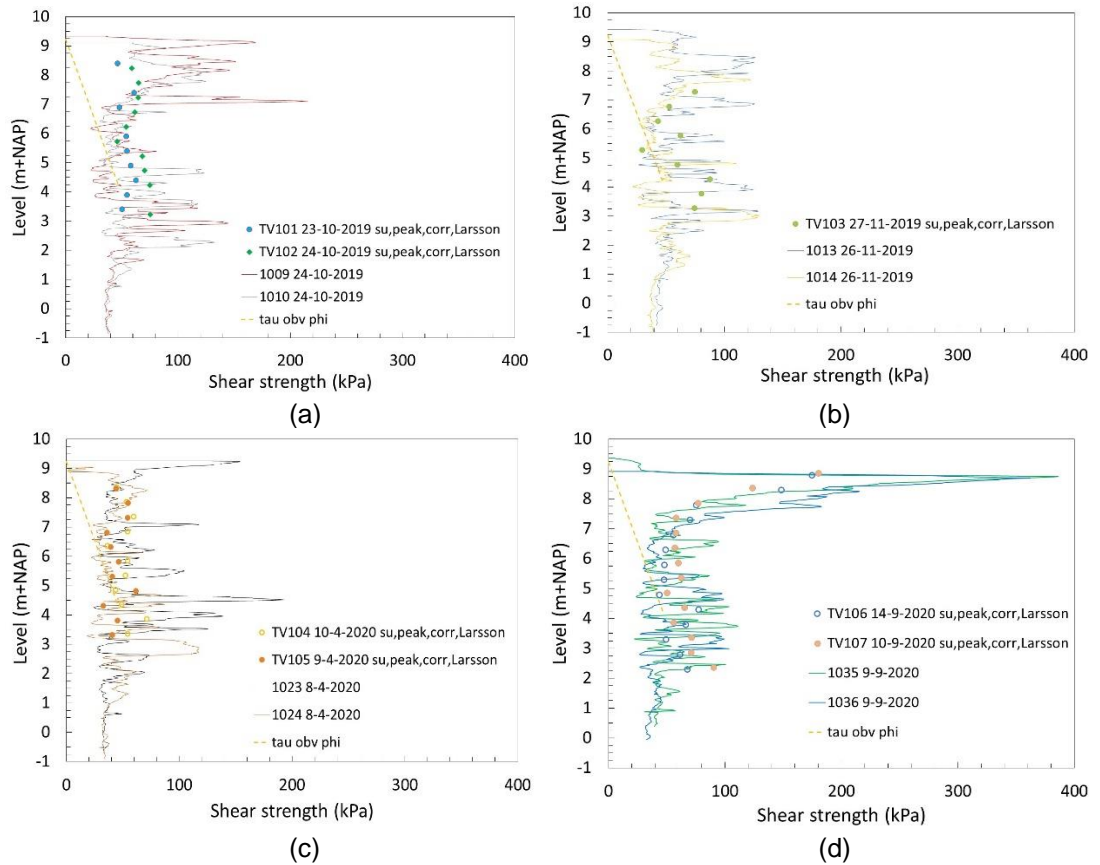 10
9
8
7
6
5
4
3
2
1
0
-1
Level (m+NAP)
TV101 23-10-2019 su,peak,corr,Larsson
TV102 24-10-2019 su,peak,corr,Larsson
1009 24-10-2019
1010 24-10-2019
tau obv phi
0 100 200 300 400
Shear strength (kPa)
(a)
10
9
8
7
6
5
4
3
2
1
0
-1
Level (m+NAP)
TV103 27-11-2019 su,peak,corr,Larsson
1013 26-11-2019
1014 26-11-2019
tau obv phi
0 100 200 300 400
Shear strength (kPa)
(b)
10
9
8
7
6
5
4
3
2
1
0
-1
Level (m+NAP)
TV104 10-4-2020 su,peak,corr,Larsson
TV105 9-4-2020 su,peak,corr,Larsson
1023 8-4-2020
1024 8-4-2020
tau obv phi
0 100 200 300 400
Shear strength (kPa)
(c)
10
9
8
7
6
5
4
3
2
1
0
-1
Level (m+NAP)
TV106 14-9-2020 su,peak,corr,Larsson
TV107 10-9-2020 su,peak,corr,Larsson
1035 9-9-2020
1036 9-9-2020
tau obv phi
0 100 200 300 400
Shear strength (kPa)
(d)